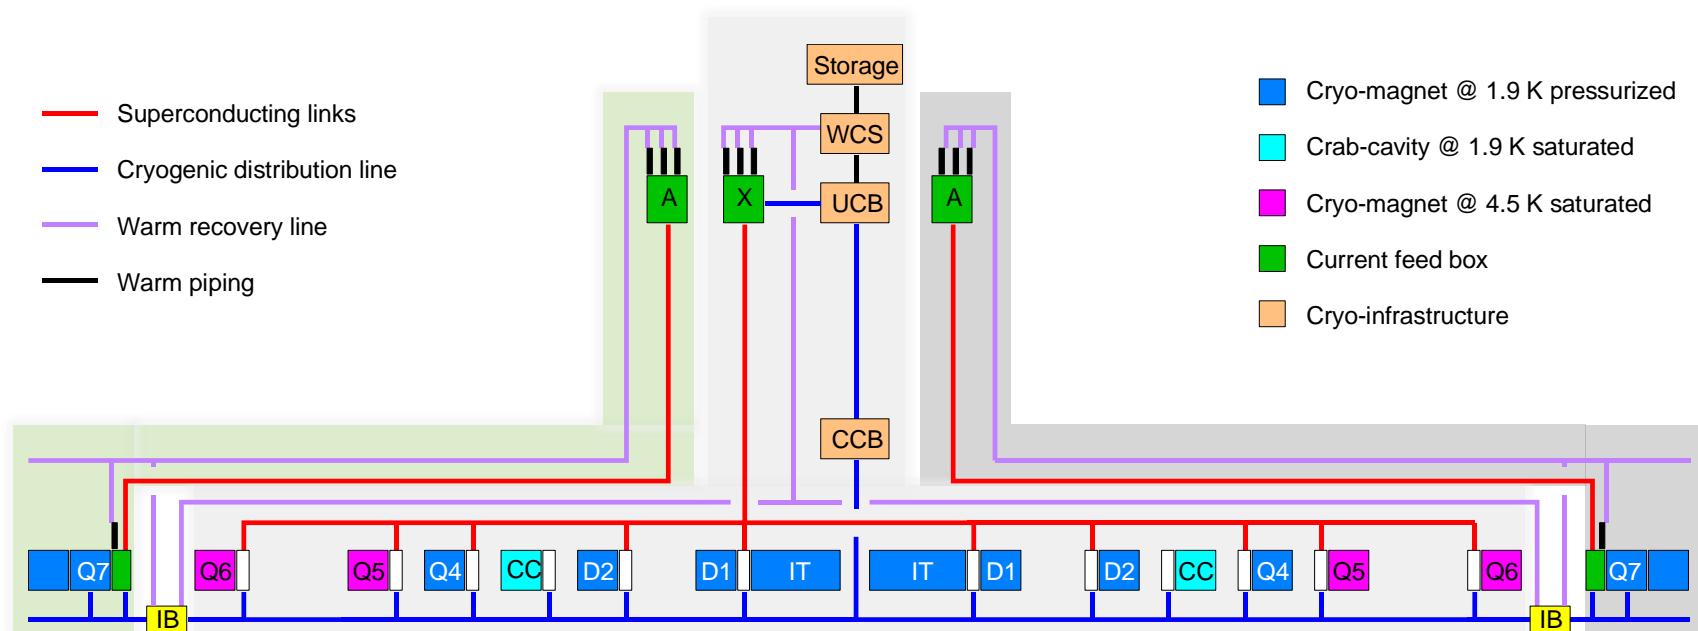 Storage
Superconducting links
Cryo-magnet @ 1.9 K pressurized
WCS
Crab-cavity @ 1.9 K saturated
Cryogenic distribution line
A
X
UCB
A
Cryo-magnet @ 4.5 K saturated
Warm recovery line
Current feed box
Warm piping
Cryo-infrastructure
CCB
Q7
Q6
Q5
Q4
CC
D2
D1
IT
IT
D1
D2
CC
Q4
Q5
Q6
Q7
IB
IB